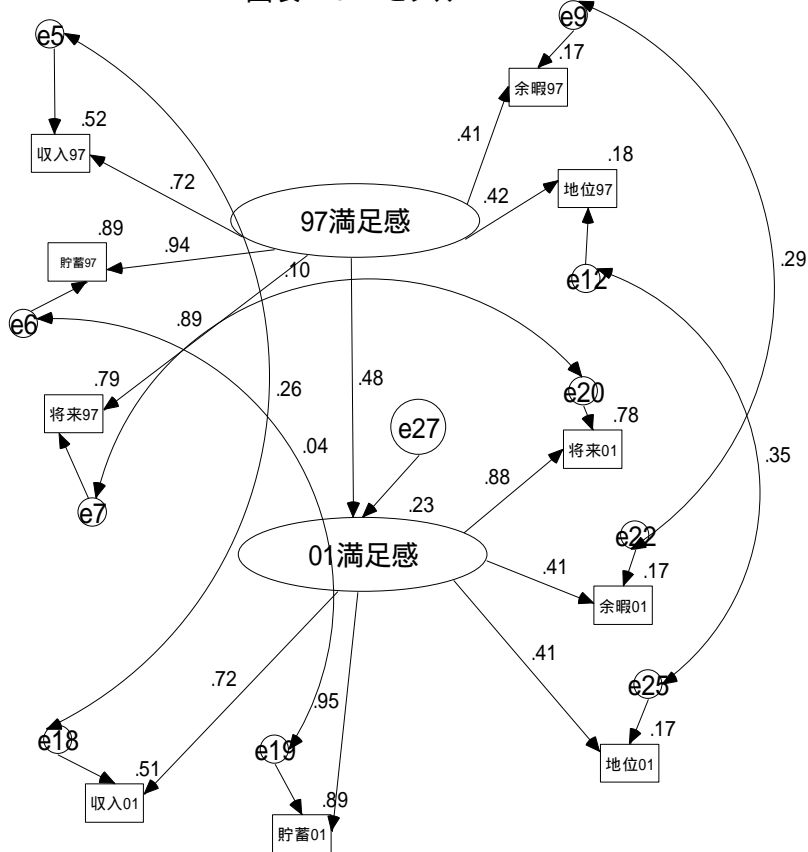 e9
e5
.17
余暇97
.52
収入97
.41
.18
.72
.42
地位97
97満足感
.89
.94
貯蓄97
.10
.29
e12
e6
.89
.79
.26
.48
e20
将来97
.78
e27
将来01
.04
.35
.88
e7
.23
e22
01満足感
.41
.17
余暇01
.41
.72
e25
.95
e18
e19
.17
.51
地位01
収入01
.89
貯蓄01